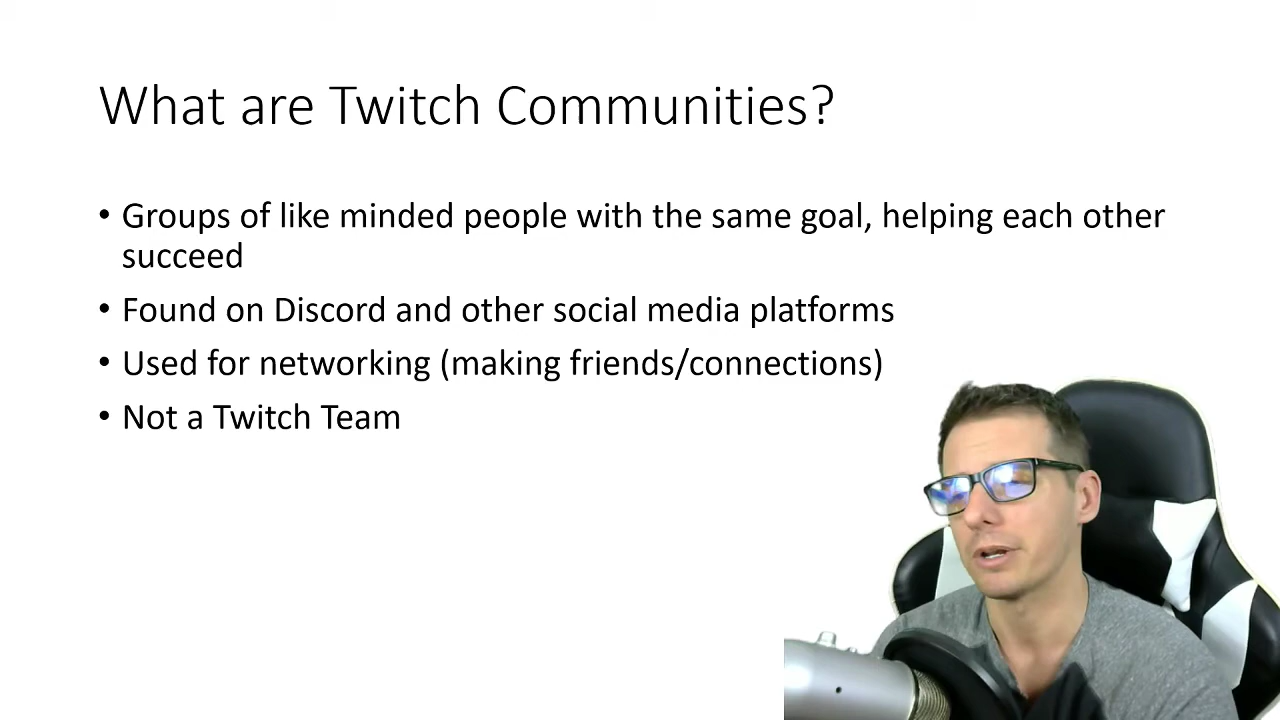 What are Twitch Communities?
• Groups of like minded people with the same goal, helping each other
succeed
• Found on Discord and other social media platforms
• Used for networking (making friends/connections)
• Not a Twitch Team